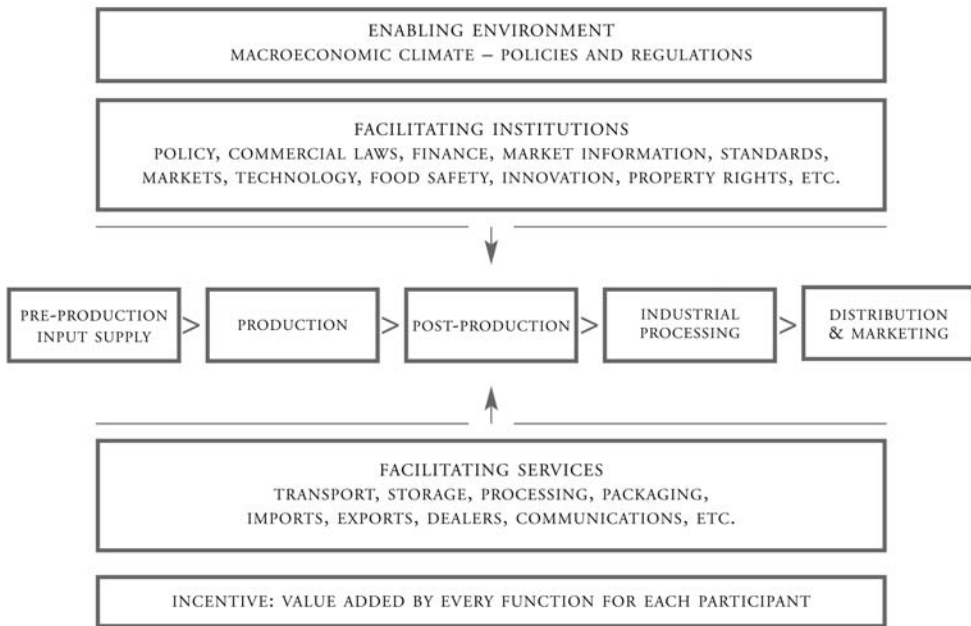 ENABLING ENVIRONMENT
MACROECONOMIC CLIMATE – POLICIES AND REGULATIONS
FACILITATING INSTITUTIONS
POLICY, COMMERCIAL LAWS, FINANCE, MARKET INFORMATION, STANDARDS,
MARKETS, TECHNOLOGY, FOOD SAFETY, INNOVATION, PROPERTY RIGHTS, ETC.
PRE-PRODUCTION
INPUT SUPPLY
>
PRODUCTION
>
POST-PRODUCTION
>
INDUSTRIAL
PROCESSING
>
DISTRIBUTION
& MARKETING
FACILITATING SERVICES
TRANSPORT, STORAGE, PROCESSING, PACKAGING,
IMPORTS, EXPORTS, DEALERS, COMMUNICATIONS, ETC.
INCENTIVE: VALUE ADDED BY EVERY FUNCTION FOR EACH PARTICIPANT